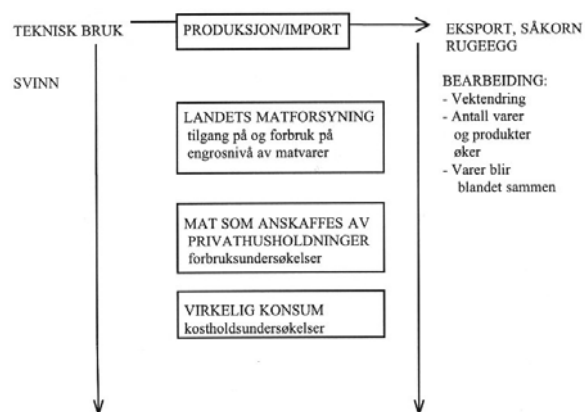 TEKNISK BRUK
PRODUKSJON/IMPORT
EKSPORT, SÅKORN
RUGEEGG
SVINN
BEARBEIDING:
- Vektendring
- Antall varer
og produkter
øker
- Varer blir
blandet sammen
LANDETS MATFORSYNING
tilgang på og forbruk på
engrosnivå av matvarer
MAT SOM ANSKAFFES AV
PRIVATHUSHOLDNINGER
forbruksundersøkelser
VIRKELIG KONSUM
kostholdsundersøkelser